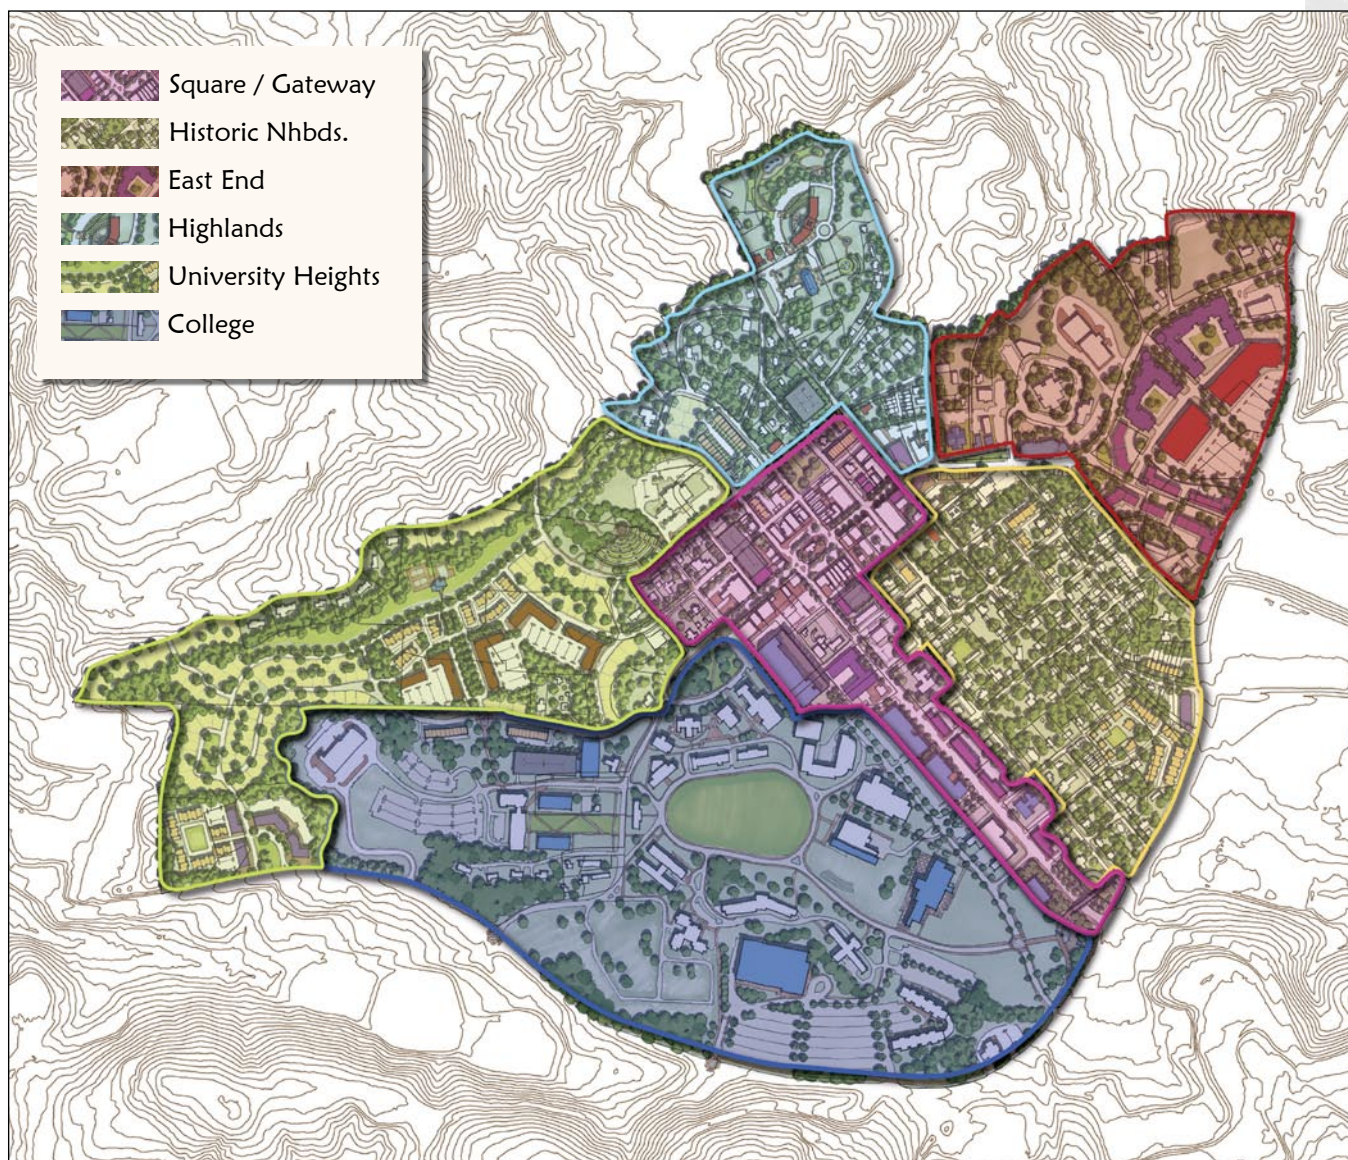 Square / Gateway
Historic Nhbds.
East End
Highlands
University Heights
College